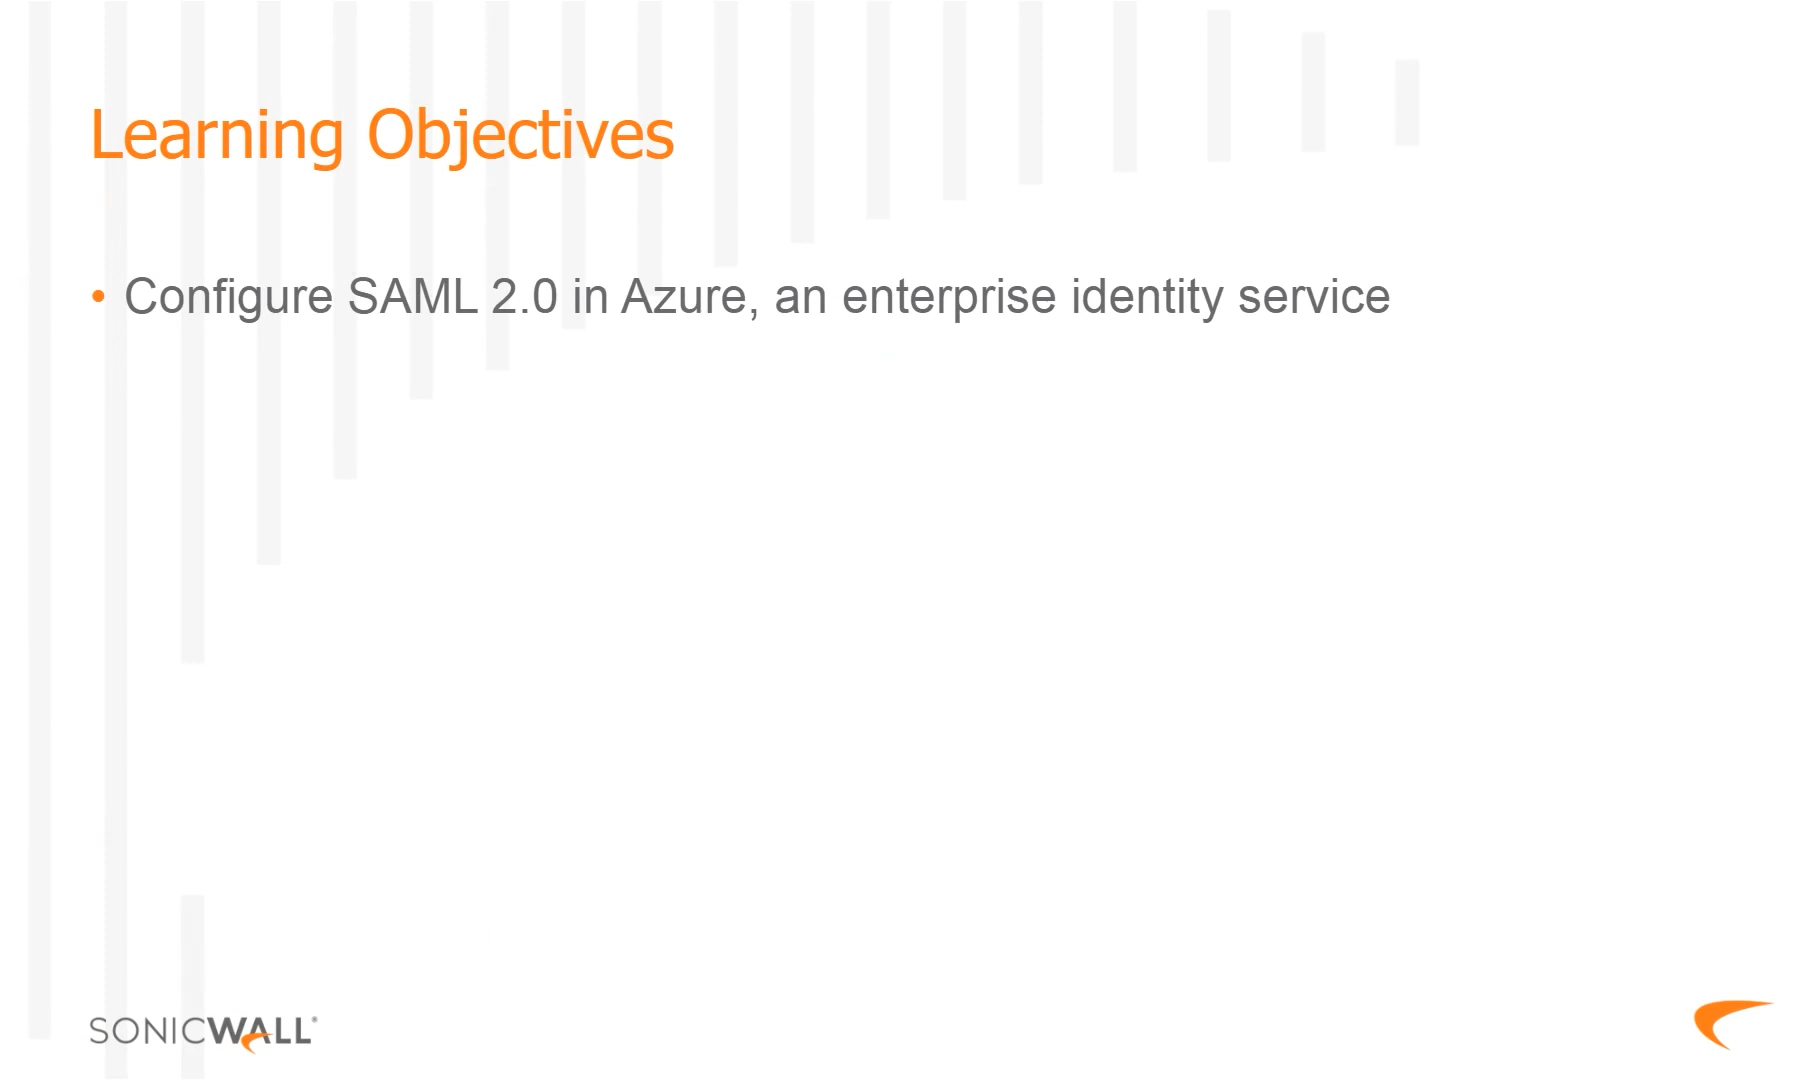 Learning Objectives
• Configure SAML 2.0 in Azure, an enterprise identity service
SONICWALL®